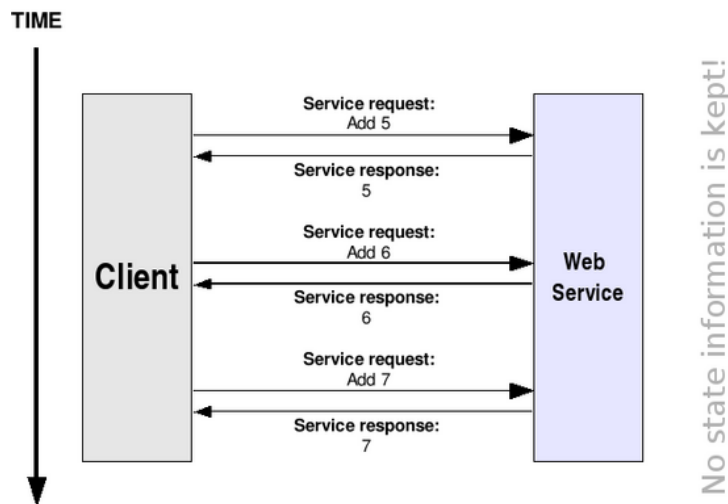 TIME
Service request:
Add 5
Service response:
5
Service request:
Add 6
Client
Web
Service
Service response:
6
Service request:
Add 7
Service response:
7
No state information is kept!